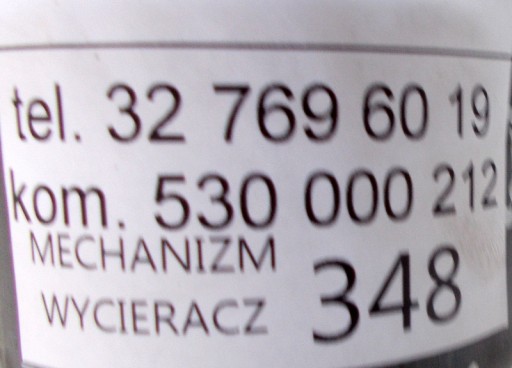 tel. 32 769 60 19
kom. 530 000 212
MECHANIZM
WYCIERACZ 348